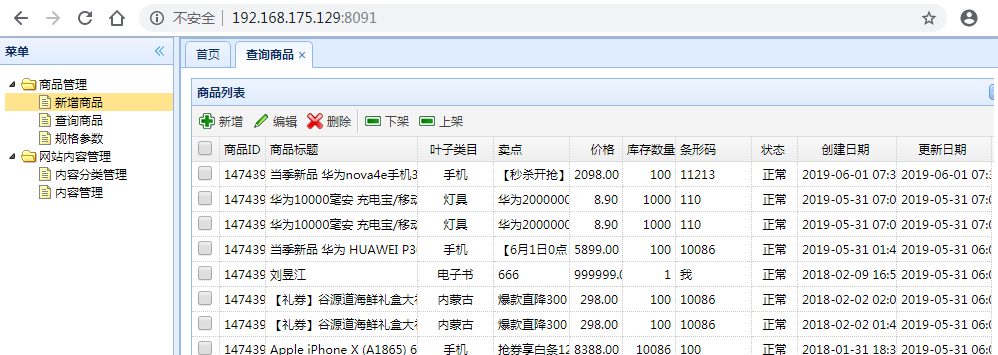 不安全 | 192.168.175.129:8091
菜单
首页 查询商品
商品管理
新增商品
查询商品
规格参数
网站内容管理
内容分类管理
内容管理
商品列表
新增 编辑 删除 下架 上架
商品ID 商品标题 叶子类目 卖点 价格 库存数量 条形码 状态 创建日期 更新日期
147439 当季新品 华为nova4e手机3 手机 【秒杀开抢】 2098.00 100 11213 正常 2019-06-01 07:3 2019-06-01 07:3
147439 华为10000毫安 充电宝/移动 灯具 华为2000000 8.90 1000 110 正常 2019-05-31 07:0 2019-05-31 07:0
147439 华为10000毫安 充电宝/移动 灯具 华为2000000 8.90 1000 110 正常 2019-05-31 07:0 2019-05-31 07:0
147439 当季新品 华为 HUAWEI P3 手机 【6月1日0点 5899.00 100 10086 正常 2019-05-31 01:4 2019-05-31 06:0
147439 刘昱江 电子书 666 999999.0 1 我 正常 2018-02-09 16:5 2019-05-31 06:0
147439 【礼券】谷源道海鲜礼盒大礼 内蒙古 爆款直降300 298.00 100 10086 正常 2018-02-02 02:0 2019-05-31 06:0
147439 【礼券】谷源道海鲜礼盒大礼 内蒙古 爆款直降300 298.00 100 10086 正常 2018-02-02 01:4 2019-05-31 06:0
147439 Apple iPhone X (A1865) 6 手机 抢券享白条12 8388.00 10086 100 正常 2018-01-31 14:0 2019-05-31 06:0